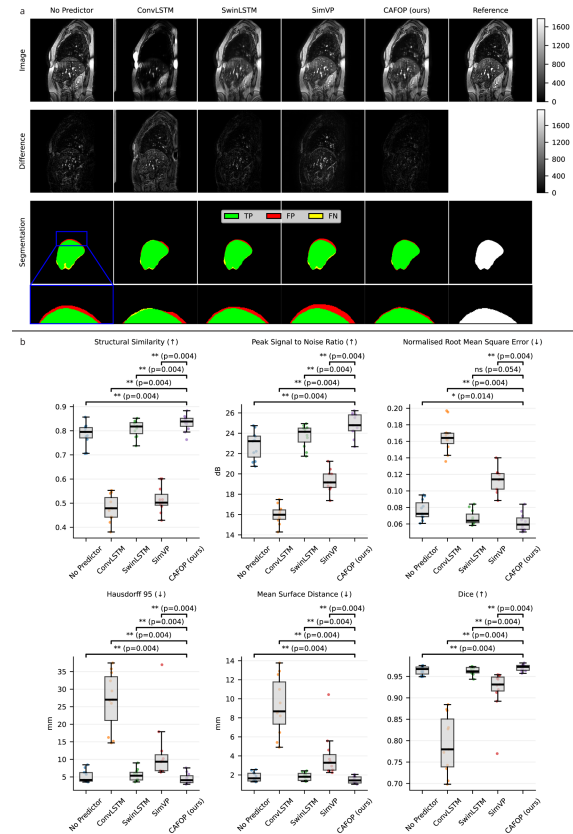 a
No Predictor ConvLSTM SwinLSTM SimVP CAFOP (ours) Reference
Image
1600
1200
800
400
0
Difference
1600
1200
800
400
0
Segmentation
TP FP FN
b
Structural Similarity (↑)
** (p=0.004)
** (p=0.004)
** (p=0.004)
** (p=0.004)
0.9
0.8
0.7
0.6
0.5
0.4
No Predictor ConvLSTM SwinLSTM SimVP CAFOP (ours)
Peak Signal to Noise Ratio (↑)
** (p=0.004)
** (p=0.004)
** (p=0.004)
** (p=0.004)
dB
26
24
22
20
18
16
14
No Predictor ConvLSTM SwinLSTM SimVP CAFOP (ours)
Normalised Root Mean Square Error (↓)
** (p=0.004)
ns (p=0.054)
** (p=0.004)
* (p=0.014)
0.20
0.18
0.16
0.14
0.12
0.10
0.08
0.06
No Predictor ConvLSTM SwinLSTM SimVP CAFOP (ours)
Hausdorff 95 (↓)
** (p=0.004)
** (p=0.004)
** (p=0.004)
** (p=0.004)
mm
35
30
25
20
15
10
5
No Predictor ConvLSTM SwinLSTM SimVP CAFOP (ours)
Mean Surface Distance (↓)
** (p=0.004)
** (p=0.004)
** (p=0.004)
** (p=0.004)
mm
14
12
10
8
6
4
2
No Predictor ConvLSTM SwinLSTM SimVP CAFOP (ours)
Dice (↑)
** (p=0.004)
** (p=0.004)
** (p=0.004)
** (p=0.004)
0.95
0.90
0.85
0.80
0.75
0.70
No Predictor ConvLSTM SwinLSTM SimVP CAFOP (ours)